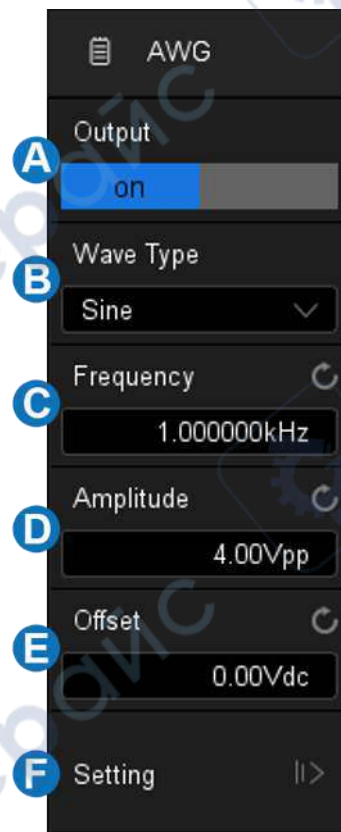 AWG
Output
A
on
Wave Type
B
Sine
Frequency
C
1.000000kHz
Amplitude
D
4.00Vpp
Offset
E
0.00Vdc
F Setting